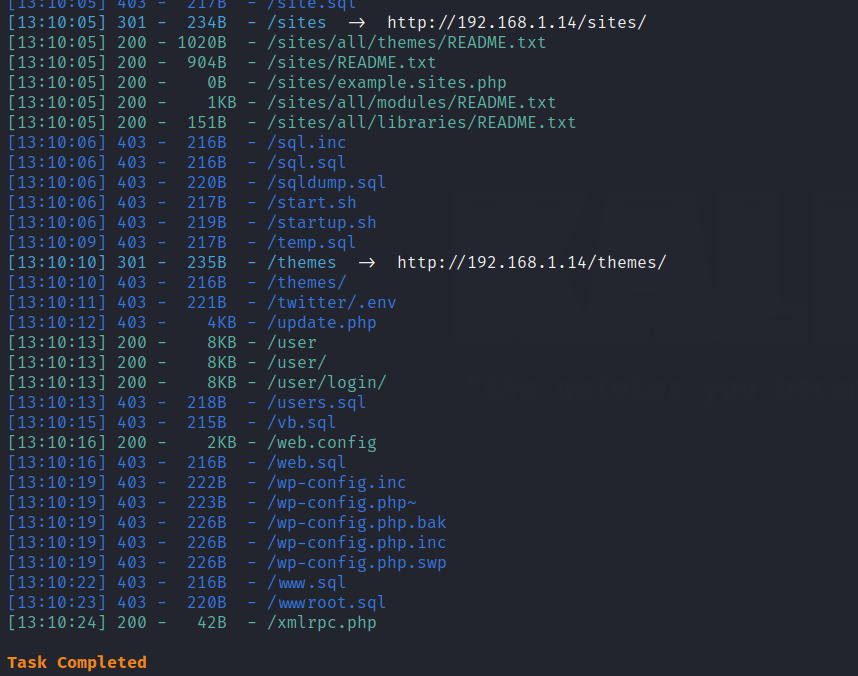 [13:10:05] 403 - 217B - /site.sql
[13:10:05] 301 - 234B - /sites -> http://192.168.1.14/sites/
[13:10:05] 200 - 1020B - /sites/all/themes/README.txt
[13:10:05] 200 - 904B - /sites/README.txt
[13:10:05] 200 - 0B - /sites/example.sites.php
[13:10:05] 200 - 1KB - /sites/all/modules/README.txt
[13:10:05] 200 - 151B - /sites/all/libraries/README.txt
[13:10:06] 403 - 216B - /sql.inc
[13:10:06] 403 - 216B - /sql.sql
[13:10:06] 403 - 220B - /sqldump.sql
[13:10:06] 403 - 217B - /start.sh
[13:10:06] 403 - 219B - /startup.sh
[13:10:09] 403 - 217B - /temp.sql
[13:10:10] 301 - 235B - /themes -> http://192.168.1.14/themes/
[13:10:10] 403 - 216B - /themes/
[13:10:11] 403 - 221B - /twitter/.env
[13:10:12] 403 - 4KB - /update.php
[13:10:13] 200 - 8KB - /user
[13:10:13] 200 - 8KB - /user/
[13:10:13] 200 - 8KB - /user/login/
[13:10:13] 403 - 218B - /users.sql
[13:10:15] 403 - 215B - /vb.sql
[13:10:16] 200 - 2KB - /web.config
[13:10:16] 403 - 216B - /web.sql
[13:10:19] 403 - 222B - /wp-config.inc
[13:10:19] 403 - 223B - /wp-config.php~
[13:10:19] 403 - 226B - /wp-config.php.bak
[13:10:19] 403 - 226B - /wp-config.php.inc
[13:10:19] 403 - 226B - /wp-config.php.swp
[13:10:22] 403 - 216B - /www.sql
[13:10:23] 403 - 220B - /wwwroot.sql
[13:10:24] 200 - 42B - /xmlrpc.php
Task Completed